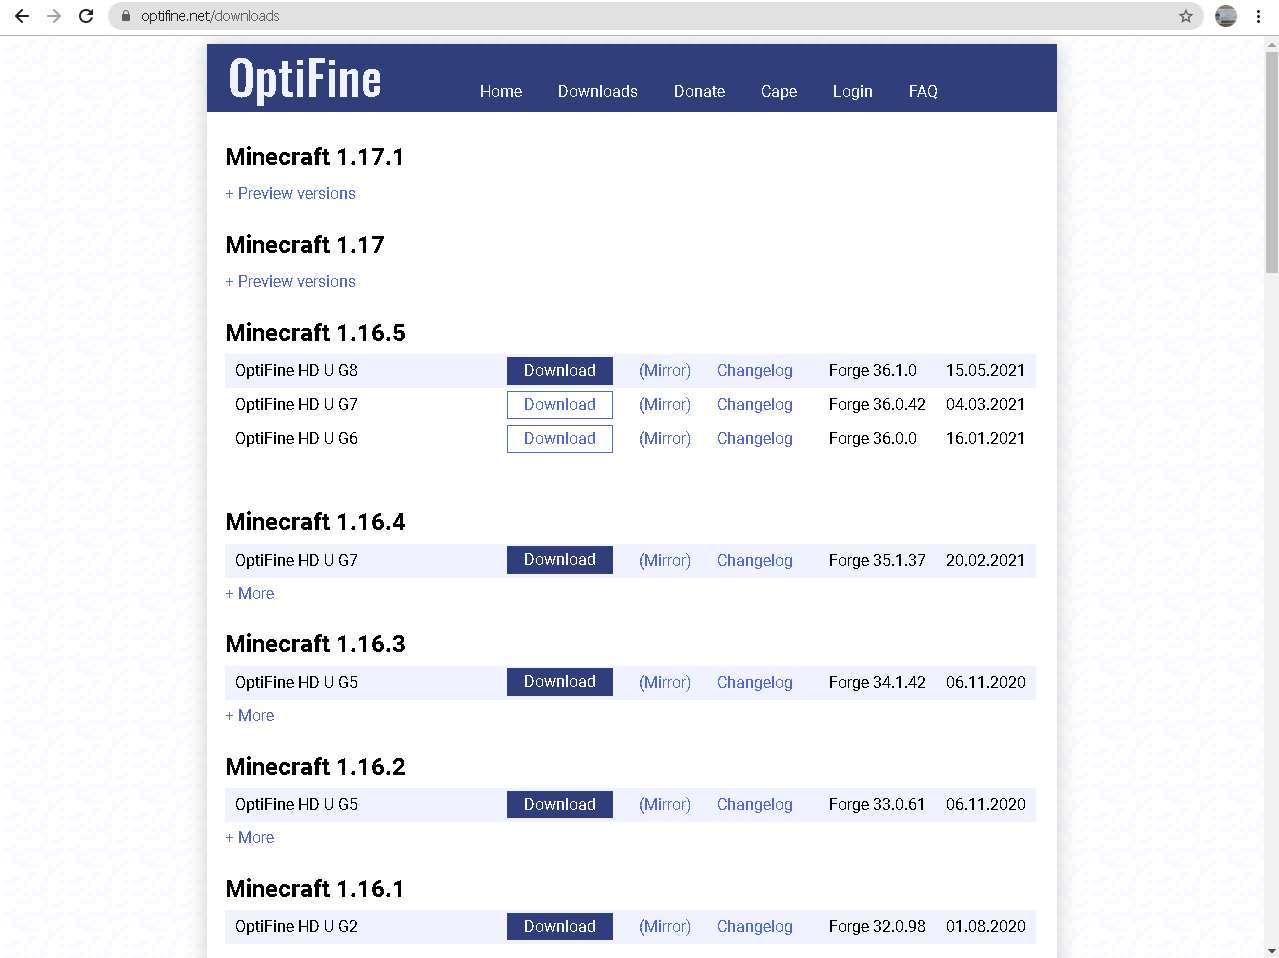 optifine.net/downloads
OptiFine Home Downloads Donate Cape Login FAQ
Minecraft 1.17.1
+ Preview versions
Minecraft 1.17
+ Preview versions
Minecraft 1.16.5
OptiFine HD U G8 Download (Mirror) Changelog Forge 36.1.0 15.05.2021
OptiFine HD U G7 Download (Mirror) Changelog Forge 36.0.42 04.03.2021
OptiFine HD U G6 Download (Mirror) Changelog Forge 36.0.0 16.01.2021
Minecraft 1.16.4
OptiFine HD U G7 Download (Mirror) Changelog Forge 35.1.37 20.02.2021
+ More
Minecraft 1.16.3
OptiFine HD U G5 Download (Mirror) Changelog Forge 34.1.42 06.11.2020
+ More
Minecraft 1.16.2
OptiFine HD U G5 Download (Mirror) Changelog Forge 33.0.61 06.11.2020
+ More
Minecraft 1.16.1
OptiFine HD U G2 Download (Mirror) Changelog Forge 32.0.98 01.08.2020